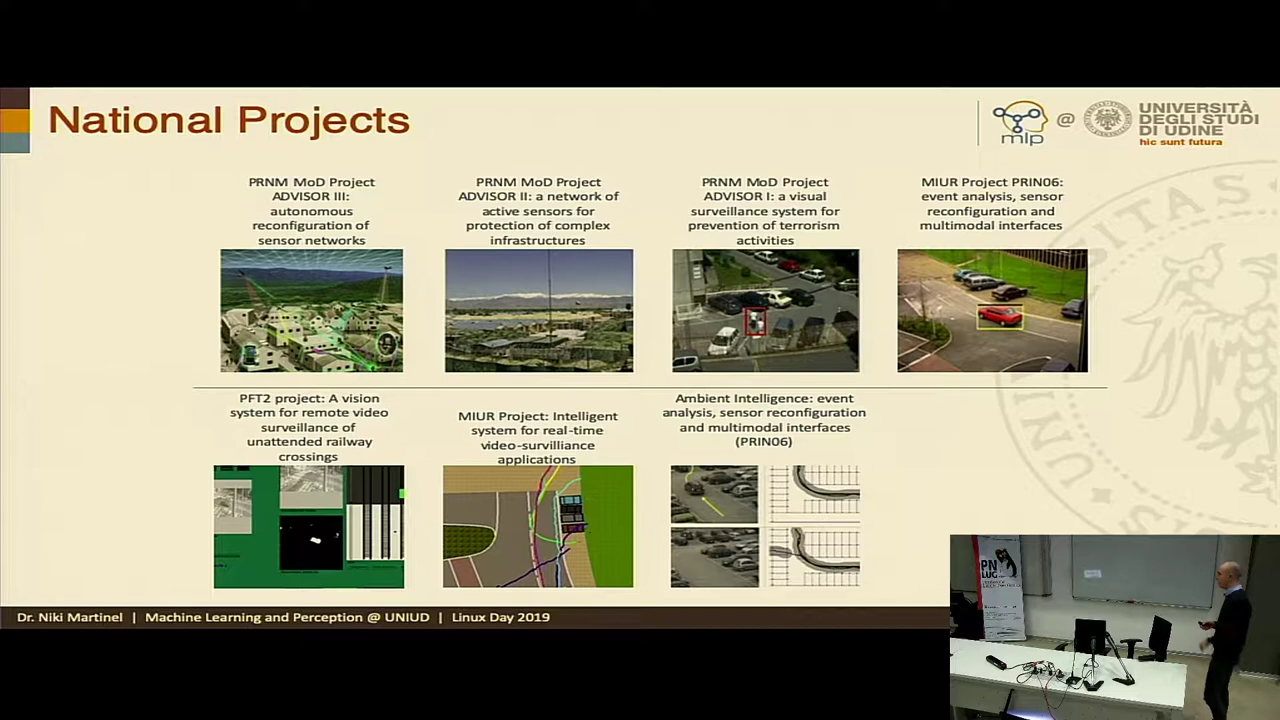 National Projects
mlp
@
UNIVERSITÀ
DEGLI STUDI
DI UDINE
hic sunt futura
PRNM MoD Project
ADVISOR III:
autonomous
reconfiguration of
sensor networks
PRNM MoD Project
ADVISOR II: a network of
active sensors for
protection of complex
infrastructures
PRNM MoD Project
ADVISOR I: a visual
surveillance system for
prevention of terrorism
activities
MIUR Project PRIN06:
event analysis, sensor
reconfiguration and
multimodal interfaces
PFT2 project: A vision
system for remote video
surveillance of
unattended railway
crossings
MIUR Project: Intelligent
system for real-time
video-survilliance
applications
Ambient Intelligence: event
analysis, sensor reconfiguration
and multimodal interfaces
(PRIN06)
PN
LUG
Dr. Niki Martinel | Machine Learning and Perception @ UNIUD | Linux Day 2019